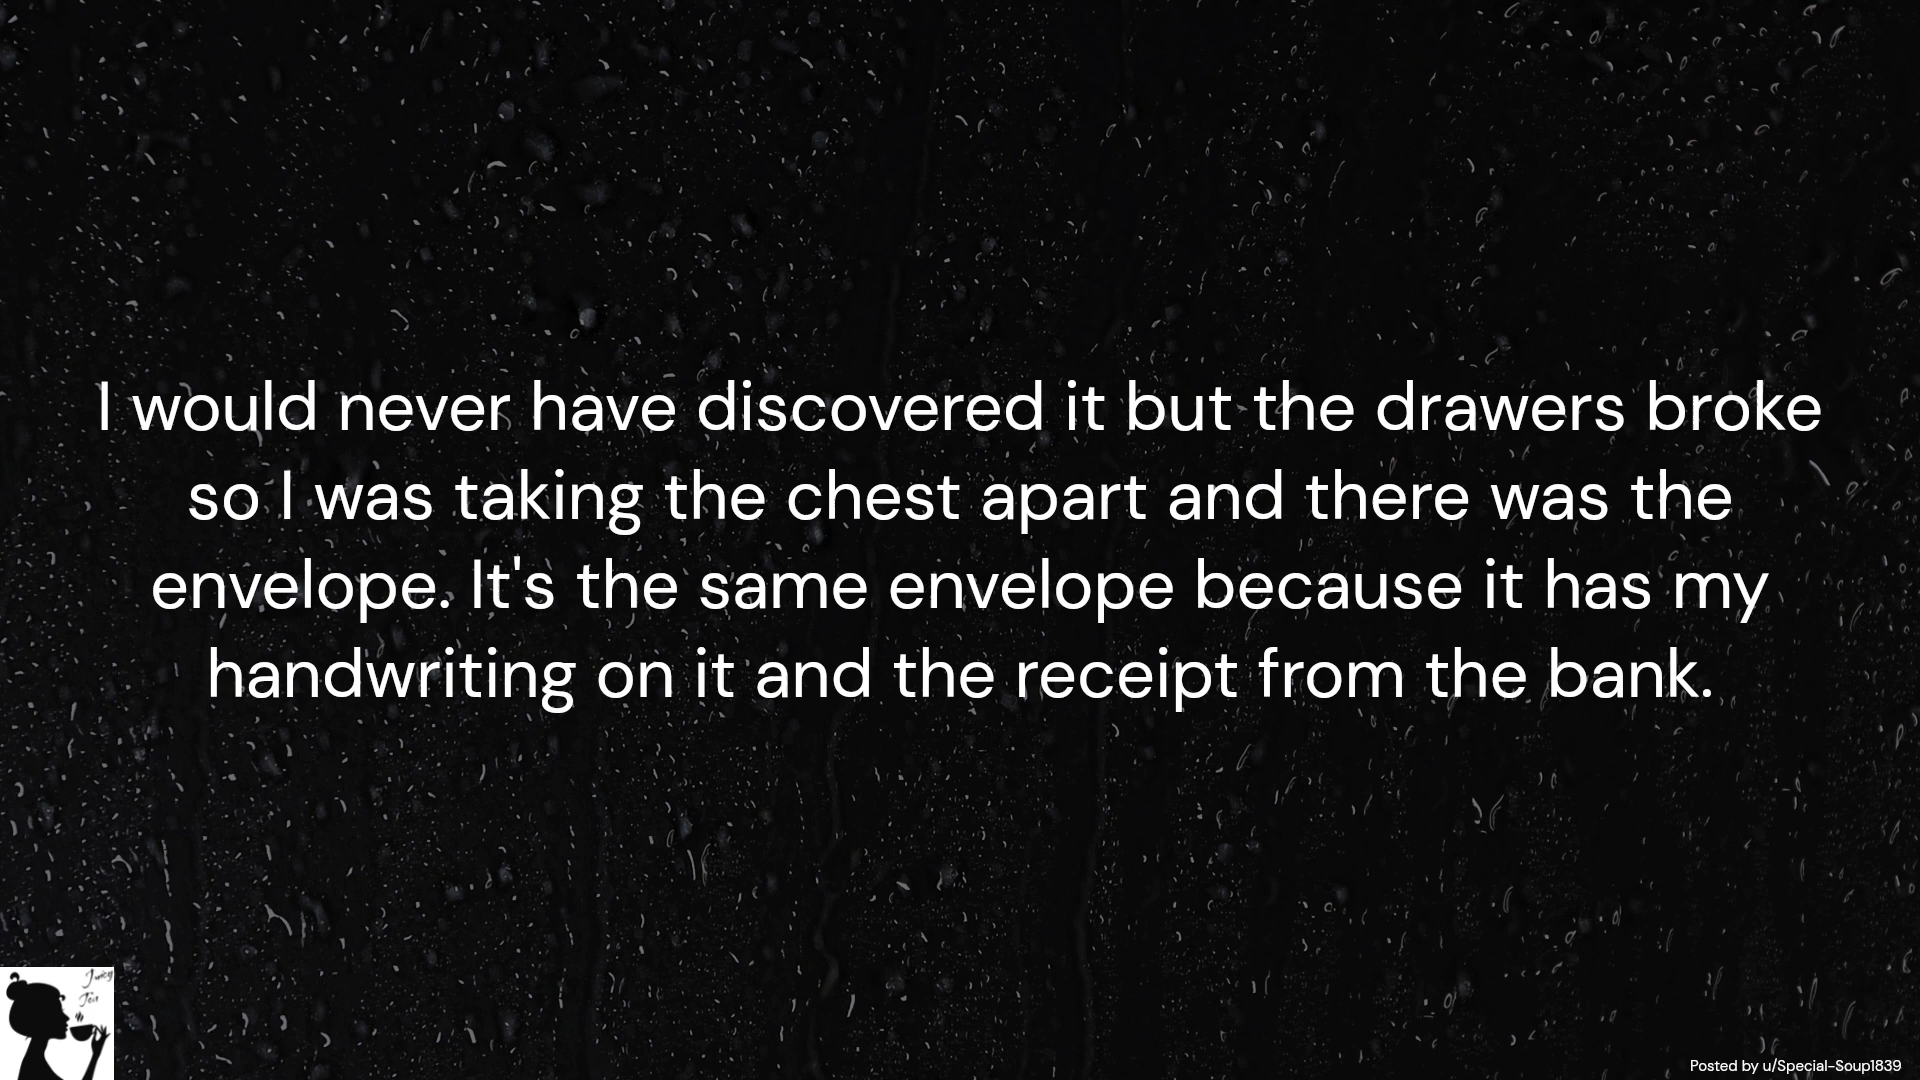 I would never have discovered it but the drawers broke
so I was taking the chest apart and there was the
envelope. It's the same envelope because it has my
handwriting on it and the receipt from the bank.
Juicy
Tea
Posted by u/Special-Soup1839